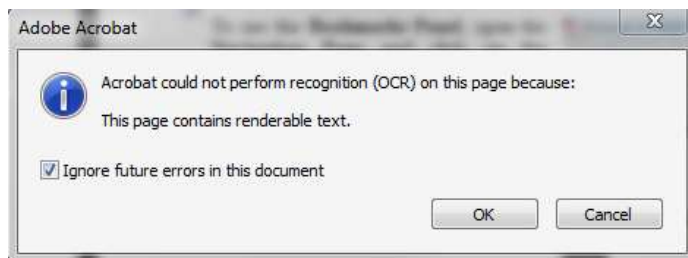 Adobe Acrobat
Acrobat could not perform recognition (OCR) on this page because:
This page contains renderable text.
Ignore future errors in this document
OK
Cancel